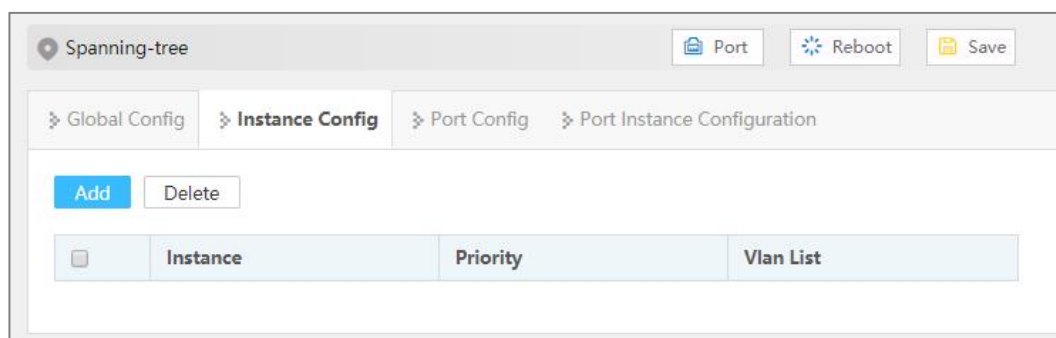 Spanning-tree Port Reboot Save
Global Config Instance Config Port Config Port Instance Configuration
Add Delete
Instance Priority Vlan List